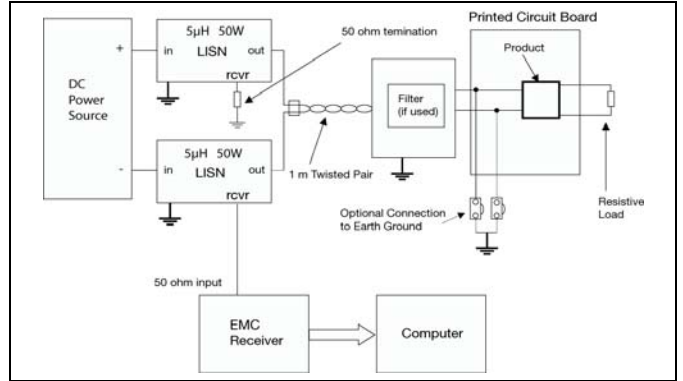 Printed Circuit Board
5µH 50W
LISN
in
out
rcvr
50 ohm temination
Product
+
DC
Power
Source
-
Filter
(if used)
5µH 50W
LISN
in
out
rcvr
1 m Twisted Pair
Optional Connection
to Earth Ground
Resistive
Load
50 ohm input
EMC
Receiver
Computer